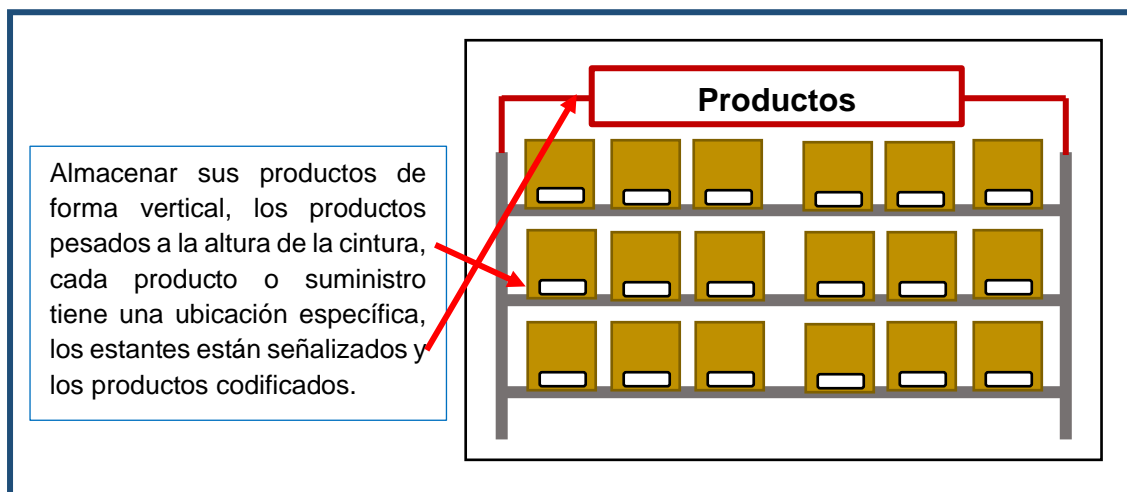 Productos
Almacenar sus productos de
forma vertical, los productos
pesados a la altura de la cintura,
cada producto o suministro
tiene una ubicación específica,
los estantes están señalizados y
los productos codificados.